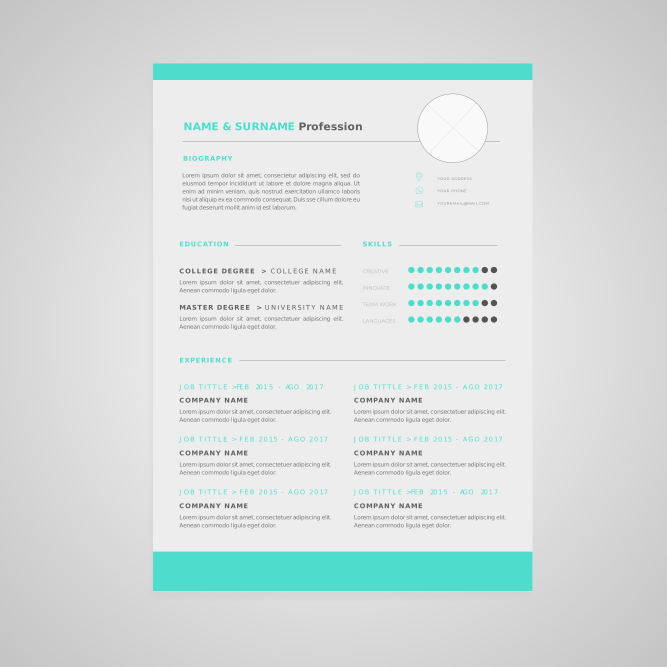 NAME & SURNAME Profession
BIOGRAPHY
Lorem ipsum dolor sit amet, consectetur adipiscing elit, sed do
eiusmod tempor incididunt ut labore et dolore magna aliqua. Ut
enim ad minim veniam, quis nostrud exercitation ullamco laboris
nisi ut aliquip ex ea commodo consequat. Duis sse cillum dolore eu
fugiat deserunt mollit anim id est laborum.
YOUR ADDRESS
YOUR PHONE
YOUREMAIL@MAIL.COM
EDUCATION
COLLEGE DEGREE > COLLEGE NAME
Lorem ipsum dolor sit amet, consectetuer adipiscing elit.
Aenean commodo ligula eget dolor.
MASTER DEGREE > UNIVERSITY NAME
Lorem ipsum dolor sit amet, consectetuer adipiscing elit.
Aenean commodo ligula eget dolor.
SKILLS
CREATIVE
INNOVATE
TEAM WORK
LANGUAGES
EXPERIENCE
JOB TITTLE >FEB 2015 - AGO 2017
COMPANY NAME
Lorem ipsum dolor sit amet, consectetuer adipiscing elit.
Aenean commodo ligula eget dolor.
JOB TITTLE > FEB 2015 - AGO 2017
COMPANY NAME
Lorem ipsum dolor sit amet, consectetuer adipiscing elit.
Aenean commodo ligula eget dolor.
JOB TITTLE > FEB 2015 - AGO 2017
COMPANY NAME
Lorem ipsum dolor sit amet, consectetuer adipiscing elit.
Aenean commodo ligula eget dolor.
JOB TITTLE > FEB 2015 - AGO 2017
COMPANY NAME
Lorem ipsum dolor sit amet, consectetuer adipiscing elit.
Aenean commodo ligula eget dolor.
JOB TITTLE > FEB 2015 - AGO 2017
COMPANY NAME
Lorem ipsum dolor sit amet, consectetuer adipiscing elit.
Aenean commodo ligula eget dolor.
JOB TITTLE >FEB 2015 - AGO 2017
COMPANY NAME
Lorem ipsum dolor sit amet, consectetuer adipiscing elit.
Aenean commodo ligula eget dolor.